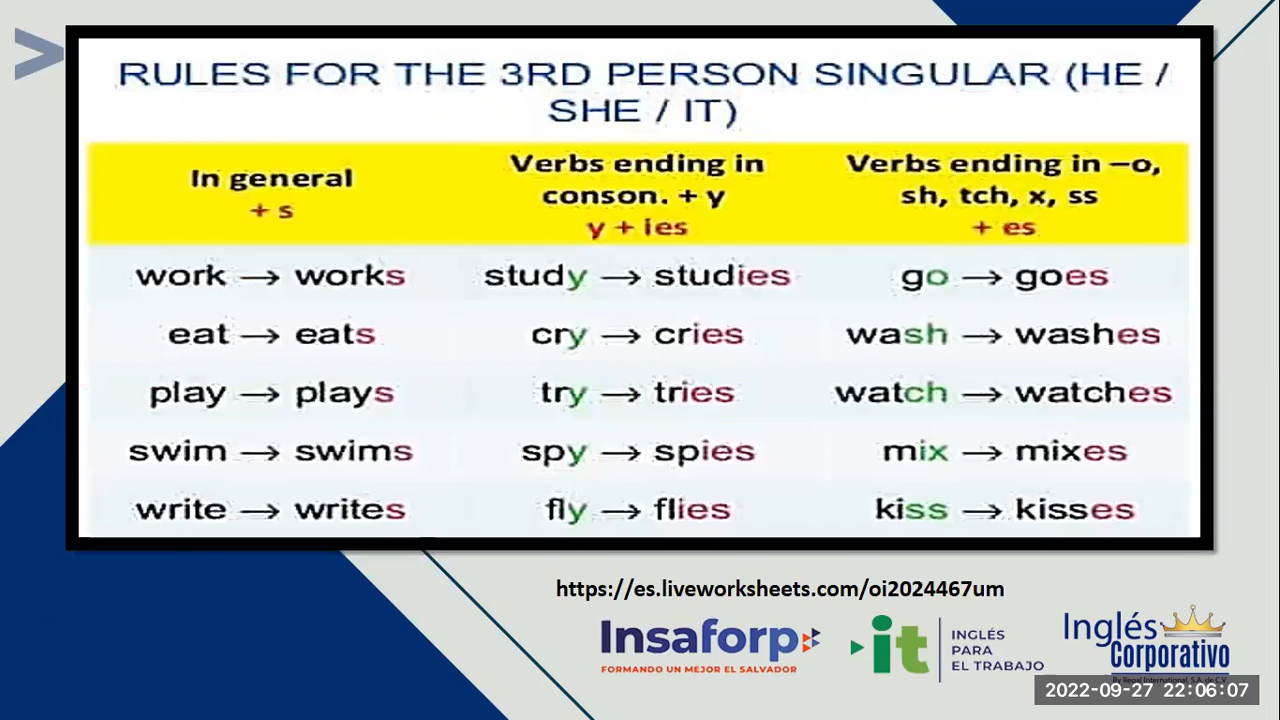 >
RULES FOR THE 3RD PERSON SINGULAR (HE /
SHE / IT)
In general
+ s
Verbs ending in
conson. + y
y + ies
Verbs ending in –o,
sh, tch, x, ss
+ es
work → works
study → studies
go → goes
eat → eats
cry → cries
wash → washes
play → plays
try → tries
watch → watches
swim → swims
spy → spies
mix → mixes
write → writes
fly → flies
kiss → kisses
https://es.liveworksheets.com/oi2024467um
Insaforp
FORMANDO UN MEJOR EL SALVADOR
it
INGLÉS
PARA
EL TRABAJO
Inglés
Corporativo
By Regal International, S.A. de C.V.
2022-09-27 22:06:07